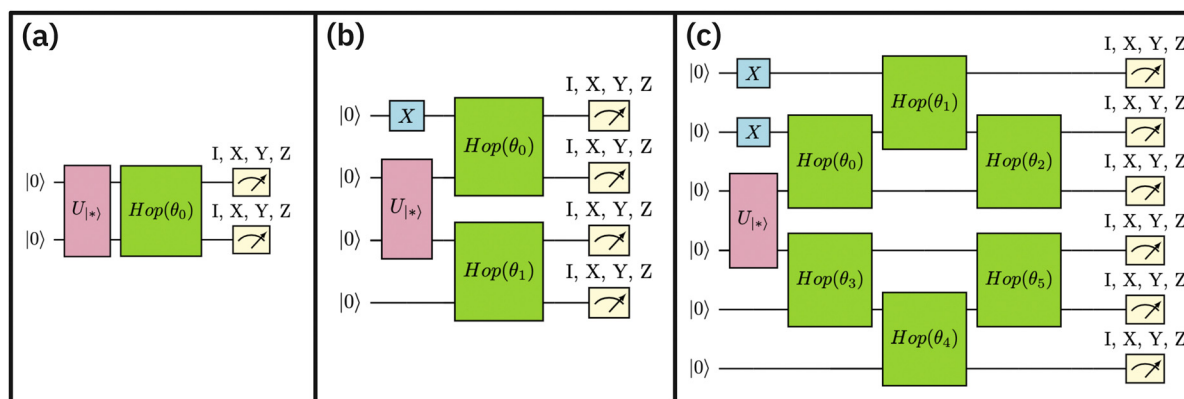 (a)
I, X, Y, Z
|0⟩
U|*⟩
Hop(θ0)
I, X, Y, Z
|0⟩
(b)
I, X, Y, Z
|0⟩
X
Hop(θ0)
I, X, Y, Z
|0⟩
U|*⟩
I, X, Y, Z
|0⟩
Hop(θ1)
I, X, Y, Z
|0⟩
(c)
I, X, Y, Z
|0⟩
X
Hop(θ1)
I, X, Y, Z
|0⟩
X
Hop(θ0)
Hop(θ2)
I, X, Y, Z
|0⟩
U|*⟩
I, X, Y, Z
|0⟩
Hop(θ3)
Hop(θ5)
I, X, Y, Z
|0⟩
Hop(θ4)
I, X, Y, Z
|0⟩